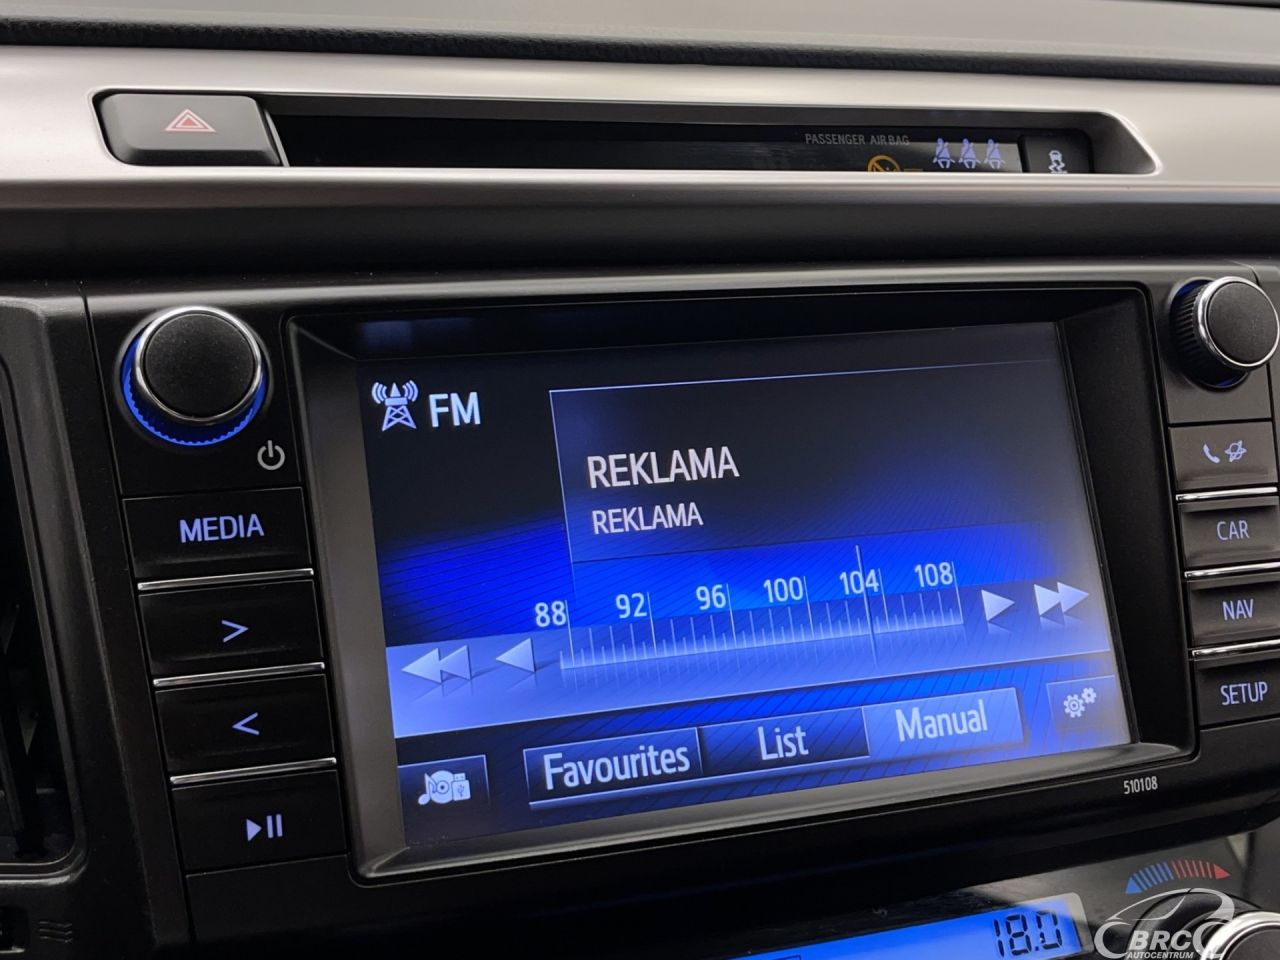 PASSENGER AIR BAG
FM
REKLAMA
REKLAMA
MEDIA
CAR
88 92 96 100 104 108
NAV
SETUP
Favourites List Manual
510108
18.0
BRC
AUTOCENTRUM